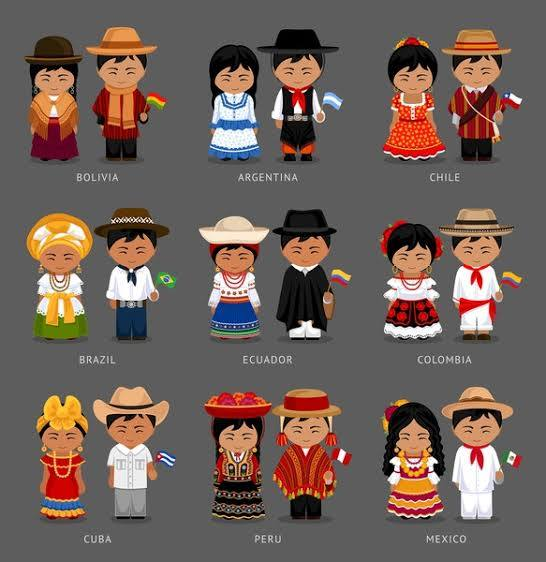 BOLIVIA
ARGENTINA
CHILE
BRAZIL
ECUADOR
COLOMBIA
CUBA
PERU
MEXICO